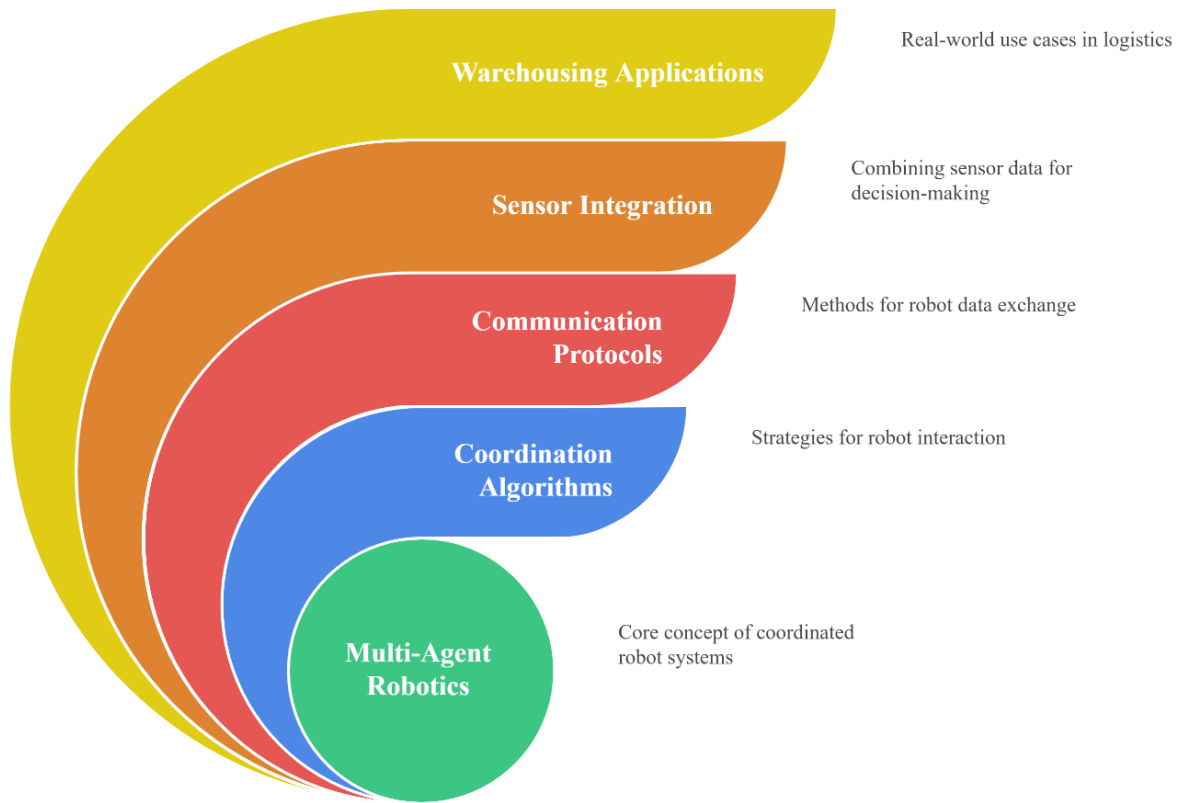 Real-world use cases in logistics
Warehousing Applications
Combining sensor data for
decision-making
Sensor Integration
Methods for robot data exchange
Communication
Protocols
Strategies for robot interaction
Coordination
Algorithms
Core concept of coordinated
robot systems
Multi-Agent
Robotics